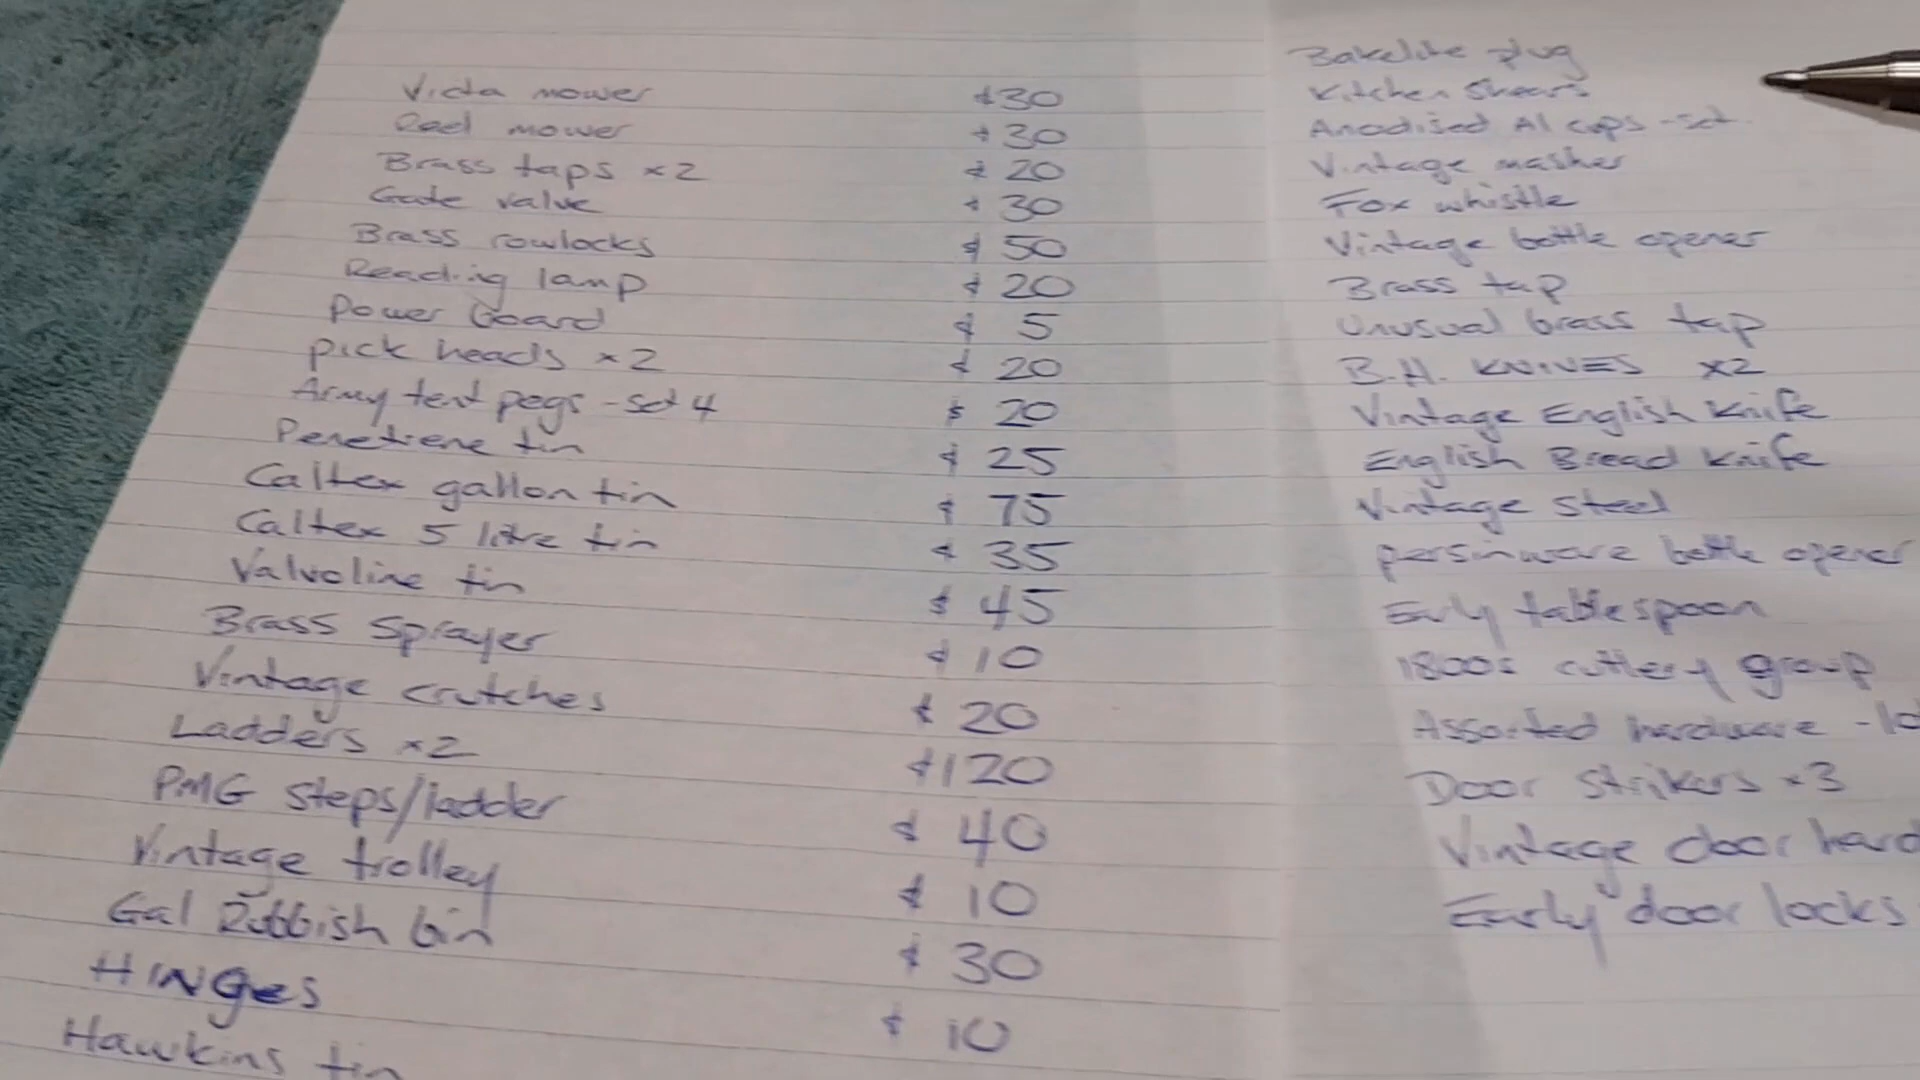 Victa mower $30
Reel mower $30
Brass taps x2 $20
Gate valve $30
Brass rowlocks $50
Reading lamp $20
Power board $5
pick heads x2 $20
Army tent pegs - set 4 $20
Penetrene tin $25
Caltex gallon tin $75
Caltex 5 litre tin $35
Valvoline tin $45
Brass Sprayer $10
Vintage crutches $20
Ladders x2 $120
PMG steps/ladder $40
Vintage trolley $10
Gal Rubbish bin $30
HINges $10
Hawkins tin
Bakelite plug
Kitchen Shears
Anodised Al cups - set
Vintage masher
Fox whistle
Vintage bottle opener
Brass tap
Unusual brass tap
B.H. KNIVES x2
Vintage English Knife
English Bread Knife
Vintage Steel
persinware bottle opener
Early tablespoon
1800s cutlery group
Assorted hardware -
Door Strikers x3
Vintage door hard
Early door locks